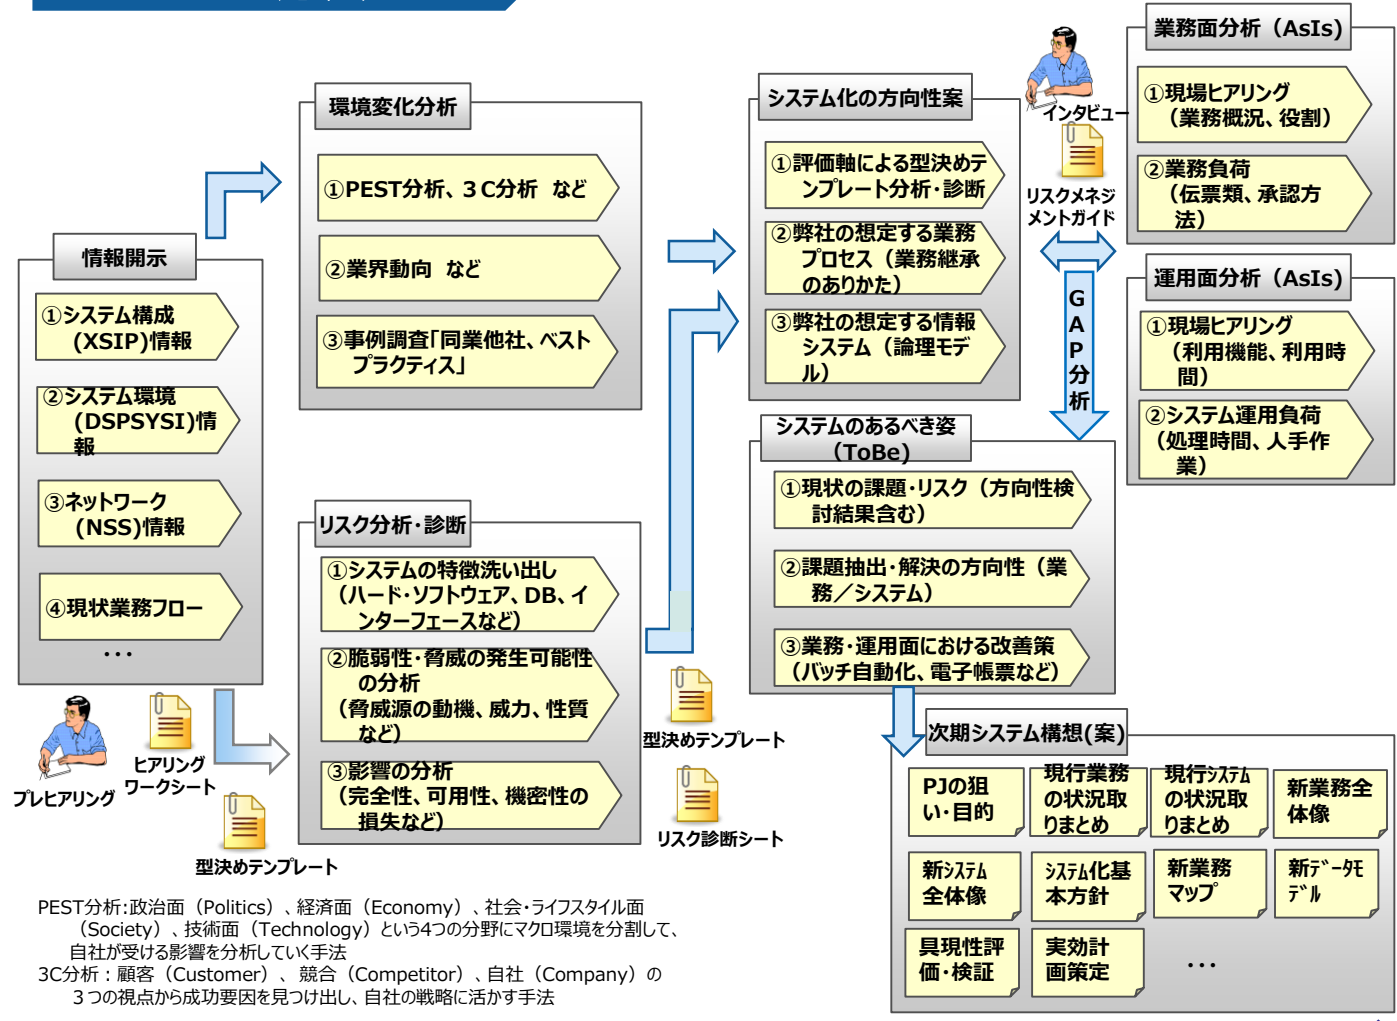 情報開示
①システム構成
(XSIP)情報
②システム環境
(DSPSYSI)情
報
③ネットワーク
(NSS)情報
④現状業務フロー
・・・
プレヒアリング
ヒアリング
ワークシート
型決めテンプレート
環境変化分析
①PEST分析、３C分析 など
②業界動向 など
③事例調査「同業他社、ベスト
プラクティス」
リスク分析・診断
①システムの特徴洗い出し
（ハード・ソフトウェア、DB、イ
ンターフェースなど）
②脆弱性・脅威の発生可能性
の分析
（脅威源の動機、威力、性質
など）
③影響の分析
（完全性、可用性、機密性の
損失など）
型決めテンプレート
リスク診断シート
システム化の方向性案
①評価軸による型決めテ
ンプレート分析・診断
②弊社の想定する業務
プロセス（業務継承
のありかた）
③弊社の想定する情報
システム（論理モデ
ル）
インタビュー
リスクメネジ
メントガイド
GAP分析
業務面分析（AsIs）
①現場ヒアリング
（業務概況、役割）
②業務負荷
（伝票類、承認方
法）
運用面分析（AsIs）
①現場ヒアリング
（利用機能、利用時
間）
②システム運用負荷
（処理時間、人手作
業）
システムのあるべき姿
（ToBe）
①現状の課題・リスク（方向性検
討結果含む）
②課題抽出・解決の方向性（業
務／システム）
③業務・運用面における改善策
（バッチ自動化、電子帳票など）
次期システム構想(案)
PJの狙
い・目的
現行業務
の状況取
りまとめ
現行ｼｽﾃﾑ
の状況取
りまとめ
新業務全
体像
新ｼｽﾃﾑ
全体像
ｼｽﾃﾑ化基
本方針
新業務
マップ
新ﾃﾞｰﾀモ
ﾃﾞﾙ
具現性評
価・検証
実効計
画策定
・・・
PEST分析:政治面（Politics）、経済面（Economy）、社会・ライフスタイル面
（Society）、技術面（Technology）という4つの分野にマクロ環境を分割して、
自社が受ける影響を分析していく手法
3C分析：顧客（Customer）、競合（Competitor）、自社（Company）の
３つの視点から成功要因を見つけ出し、自社の戦略に活かす手法